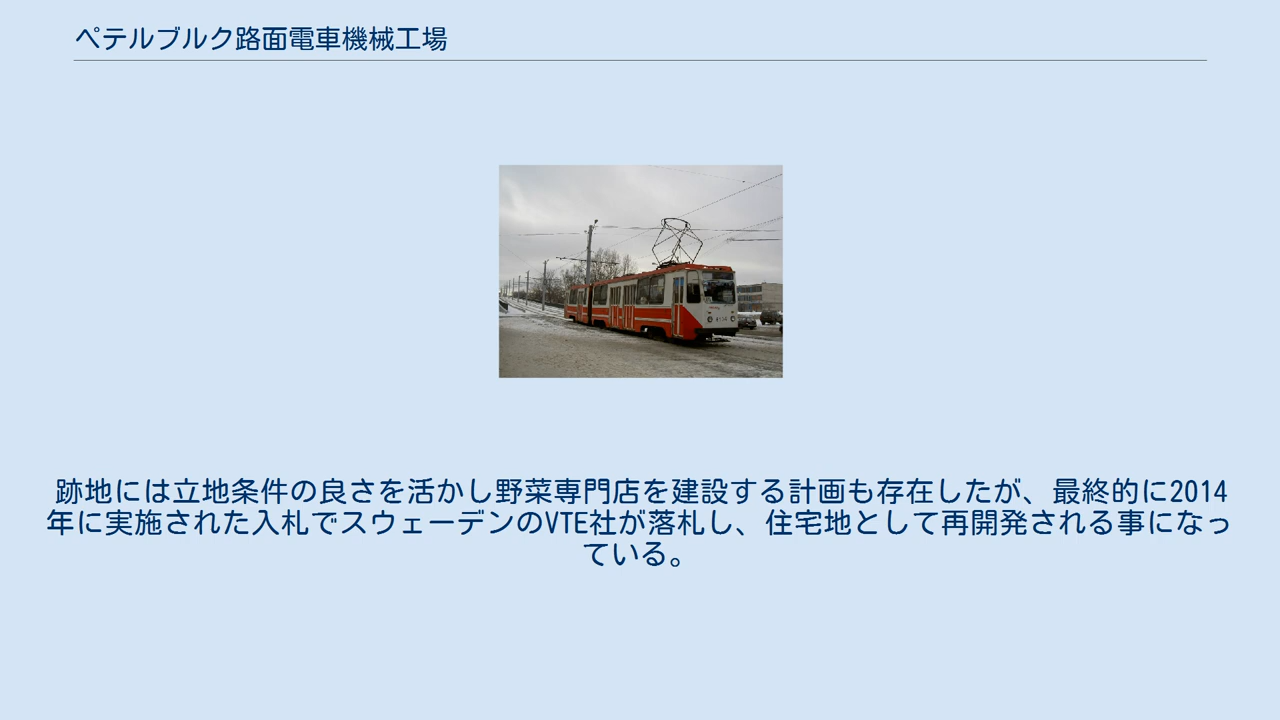 ペテルブルク路面電車機械工場
跡地には立地条件の良さを活かし野菜専門店を建設する計画も存在したが、最終的に2014
年に実施された入札でスウェーデンのVTE社が落札し、住宅地として再開発される事になっ
ている。